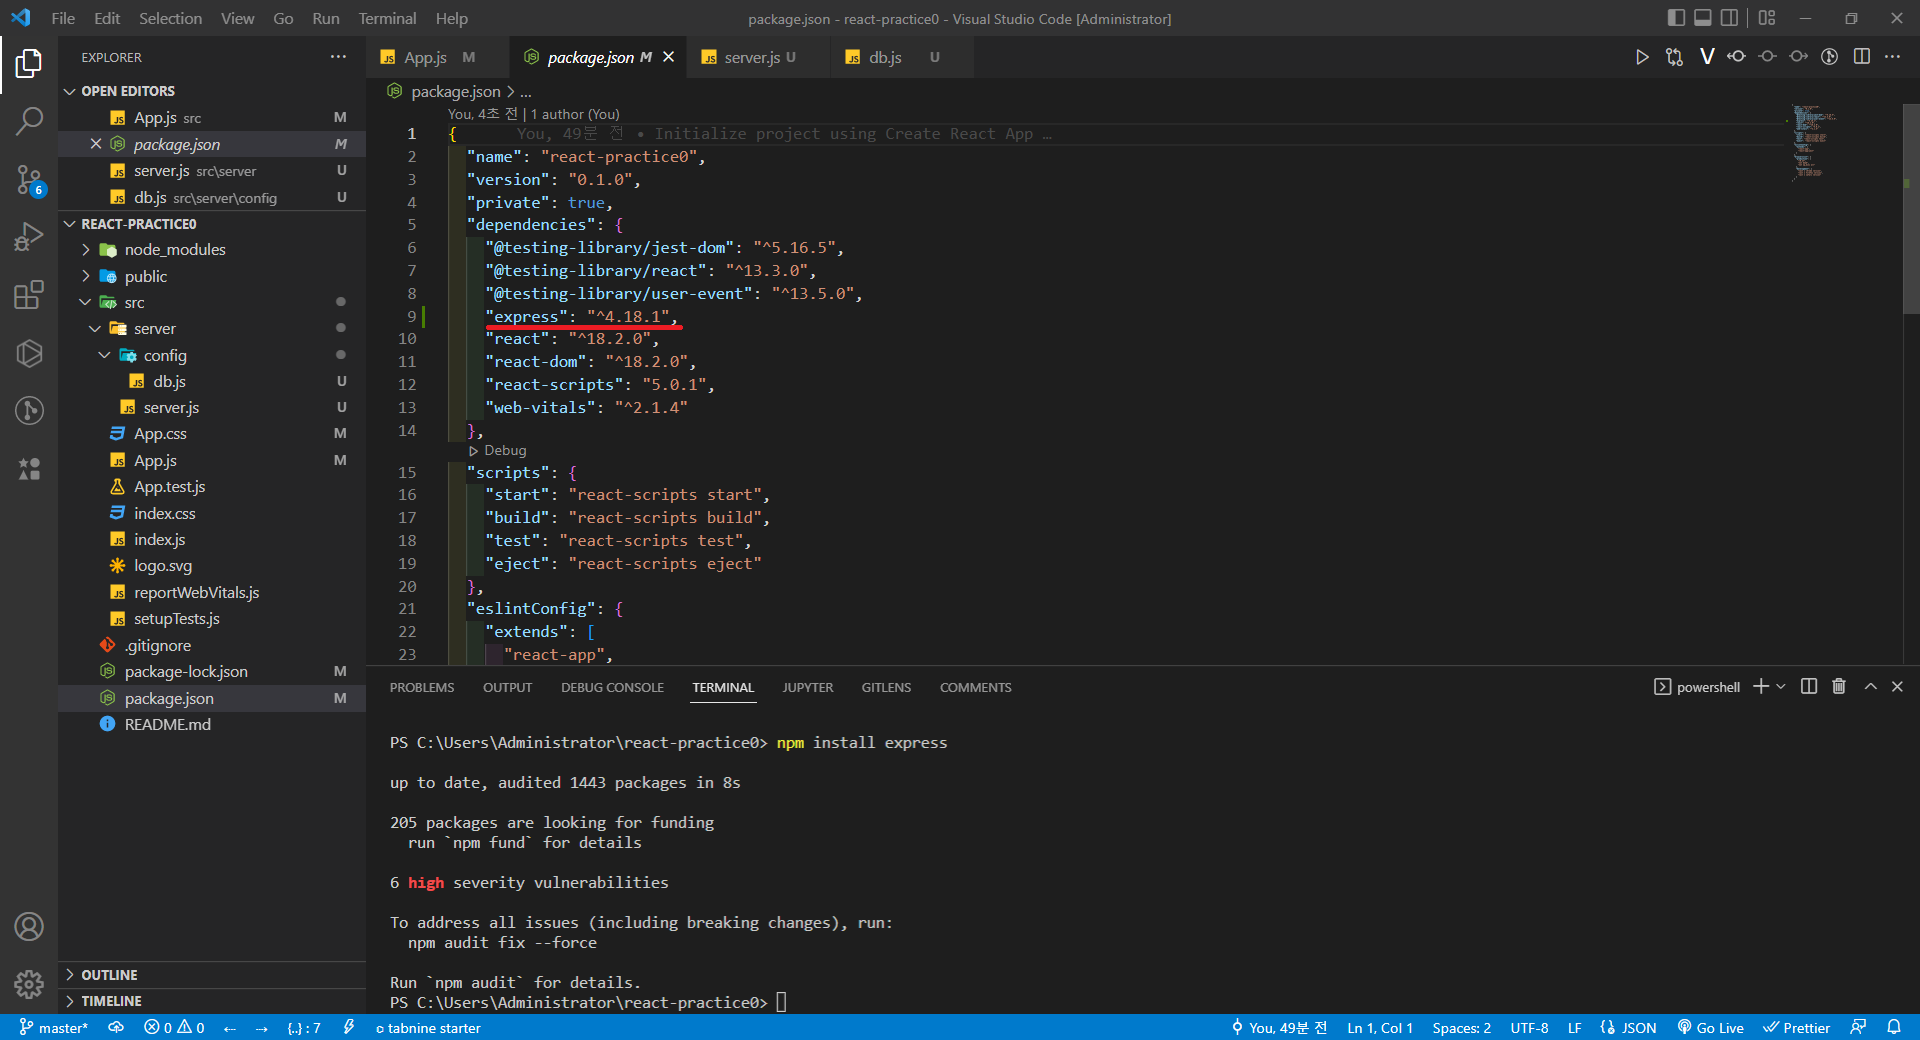 File Edit Selection View Go Run Terminal Help
package.json - react-practice0 - Visual Studio Code [Administrator]
EXPLORER
OPEN EDITORS
App.js src M
package.json M
server.js src\server U
db.js src\server\config U
REACT-PRACTICE0
node_modules
public
src
server
config
db.js U
server.js U
App.css M
App.js M
App.test.js
index.css
index.js
logo.svg
reportWebVitals.js
setupTests.js
.gitignore
package-lock.json M
package.json M
README.md
OUTLINE
TIMELINE
6
App.js M
package.json M
server.js U
db.js U
package.json > ...
You, 4초 전 | 1 author (You)
1 { You, 49분 전 • Initialize project using Create React App …
2 "name": "react-practice0",
3 "version": "0.1.0",
4 "private": true,
5 "dependencies": {
6 "@testing-library/jest-dom": "^5.16.5",
7 "@testing-library/react": "^13.3.0",
8 "@testing-library/user-event": "^13.5.0",
9 "express": "^4.18.1",
10 "react": "^18.2.0",
11 "react-dom": "^18.2.0",
12 "react-scripts": "5.0.1",
13 "web-vitals": "^2.1.4"
14 },
Debug
15 "scripts": {
16 "start": "react-scripts start",
17 "build": "react-scripts build",
18 "test": "react-scripts test",
19 "eject": "react-scripts eject"
20 },
21 "eslintConfig": {
22 "extends": [
23 "react-app",
PROBLEMS OUTPUT DEBUG CONSOLE TERMINAL JUPYTER GITLENS COMMENTS
powershell
PS C:\Users\Administrator\react-practice0> npm install express
up to date, audited 1443 packages in 8s
205 packages are looking for funding
run `npm fund` for details
6 high severity vulnerabilities
To address all issues (including breaking changes), run:
npm audit fix --force
Run `npm audit` for details.
PS C:\Users\Administrator\react-practice0>
master* 0 0 {..} : 7 tabnine starter
You, 49분 전 Ln 1, Col 1 Spaces: 2 UTF-8 LF JSON Go Live Prettier